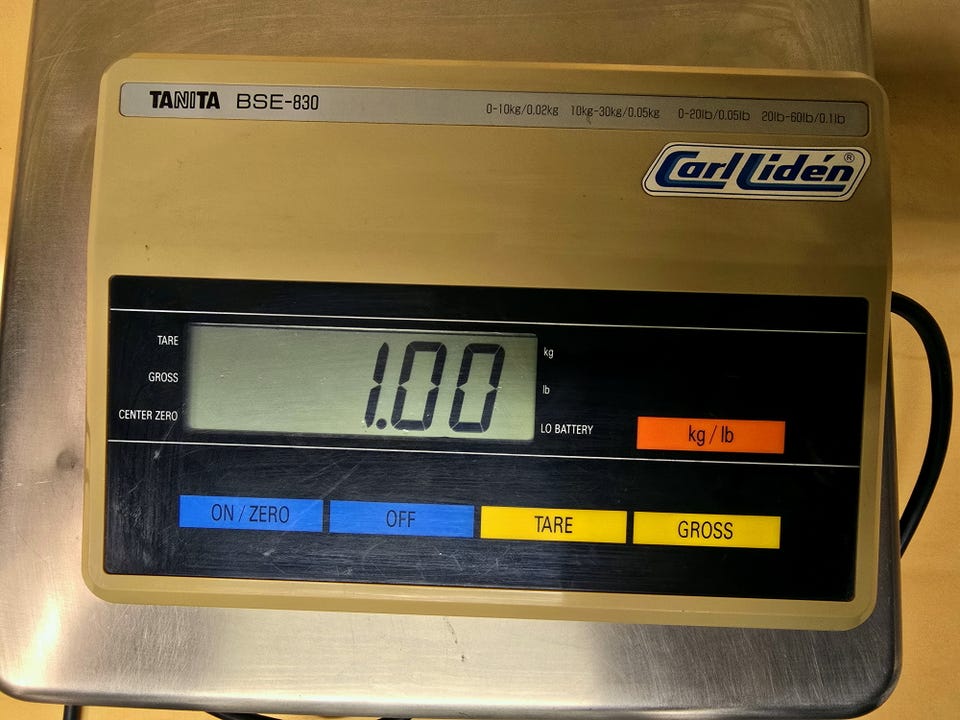 TANITA BSE-830 0-10kg/0.02kg 10kg-30kg/0.05kg 0-20lb/0.05lb 20lb-60lb/0.1lb
Carl Lidén®
TARE
GROSS
CENTER ZERO
1.00
kg
lb
LO BATTERY
kg / lb
ON / ZERO OFF TARE GROSS